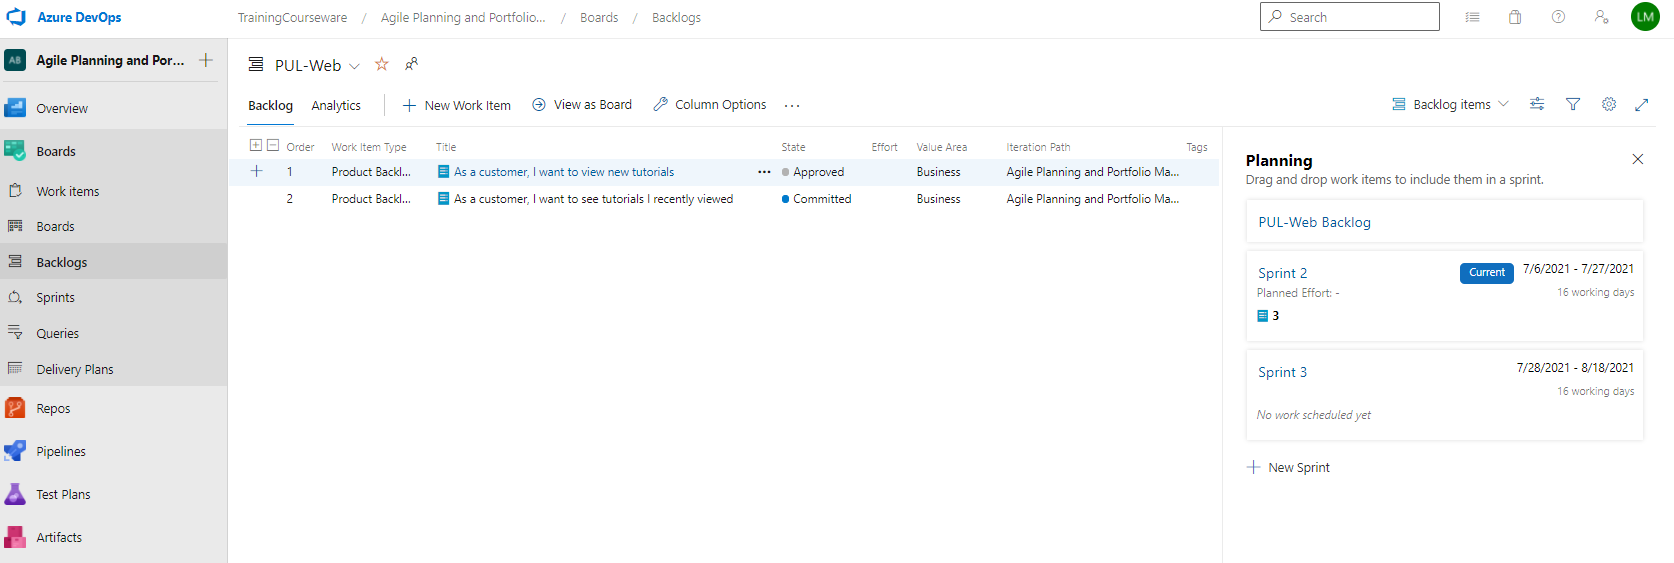 Azure DevOps
TrainingCourseware / Agile Planning and Portfolio... / Boards / Backlogs
Search
LM
AB Agile Planning and Por...
Overview
Boards
Work items
Boards
Backlogs
Sprints
Queries
Delivery Plans
Repos
Pipelines
Test Plans
Artifacts
PUL-Web
Backlog Analytics New Work Item View as Board Column Options ... Backlog items
Order Work Item Type Title State Effort Value Area Iteration Path Tags
1 Product Backl... As a customer, I want to view new tutorials ... Approved Business Agile Planning and Portfolio Ma...
2 Product Backl... As a customer, I want to see tutorials I recently viewed Committed Business Agile Planning and Portfolio Ma...
Planning
Drag and drop work items to include them in a sprint.
PUL-Web Backlog
Sprint 2 Current 7/6/2021 - 7/27/2021
Planned Effort: - 16 working days
3
Sprint 3 7/28/2021 - 8/18/2021
16 working days
No work scheduled yet
New Sprint